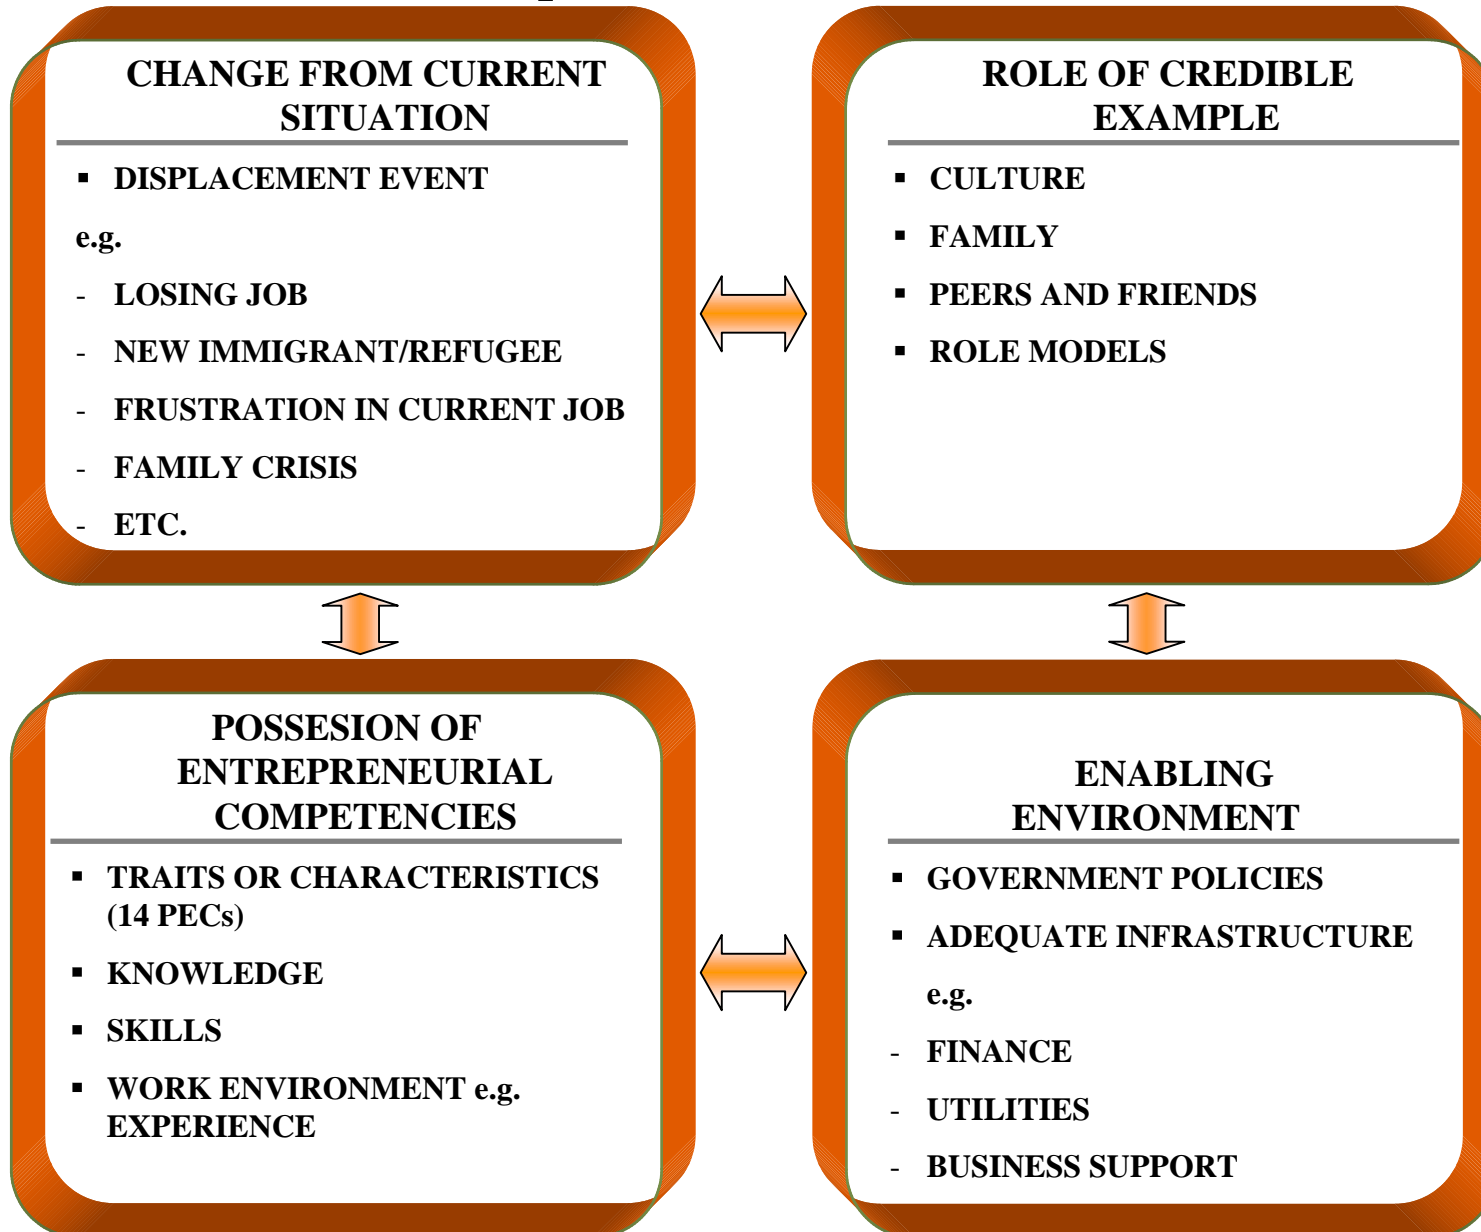 CHANGE FROM CURRENT
SITUATION
▪ DISPLACEMENT EVENT
e.g.
- LOSING JOB
- NEW IMMIGRANT/REFUGEE
- FRUSTRATION IN CURRENT JOB
- FAMILY CRISIS
- ETC.
ROLE OF CREDIBLE
EXAMPLE
▪ CULTURE
▪ FAMILY
▪ PEERS AND FRIENDS
▪ ROLE MODELS
POSSESION OF
ENTREPRENEURIAL
COMPETENCIES
▪ TRAITS OR CHARACTERISTICS
(14 PECs)
▪ KNOWLEDGE
▪ SKILLS
▪ WORK ENVIRONMENT e.g.
EXPERIENCE
ENABLING
ENVIRONMENT
▪ GOVERNMENT POLICIES
▪ ADEQUATE INFRASTRUCTURE
e.g.
- FINANCE
- UTILITIES
- BUSINESS SUPPORT